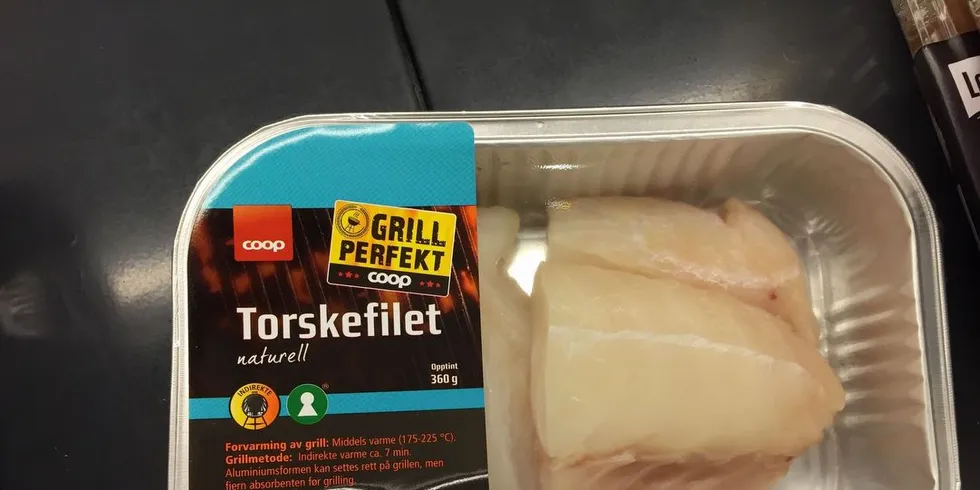 GRILL
PERFEKT
coop
coop
Torskefilet
naturell
Opptint
360 g
INDIREKTE
®
Forvarming av grill: Middels varme (175-225 °C).
Grillmetode: Indirekte varme ca. 7 min.
Aluminiumsformen kan settes rett på grillen, men
fjern absorbenten før grilling.